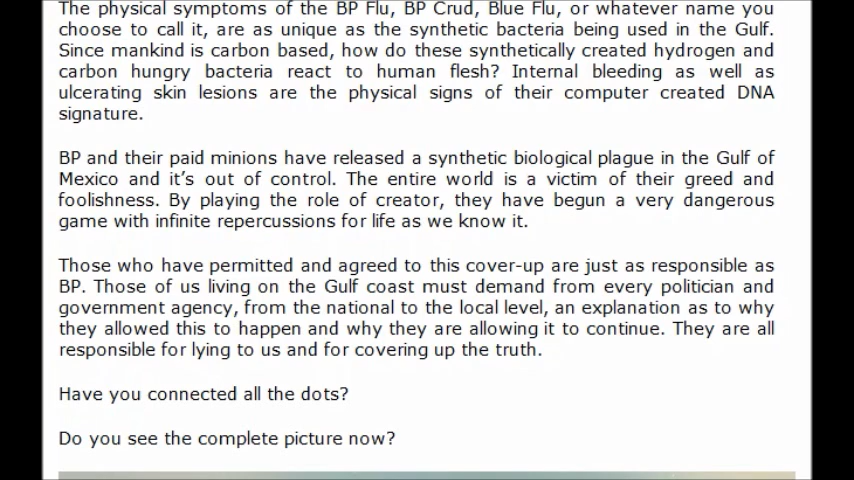 The physical symptoms of the BP Flu, BP Crud, Blue Flu, or whatever name you
choose to call it, are as unique as the synthetic bacteria being used in the Gulf.
Since mankind is carbon based, how do these synthetically created hydrogen and
carbon hungry bacteria react to human flesh? Internal bleeding as well as
ulcerating skin lesions are the physical signs of their computer created DNA
signature.
BP and their paid minions have released a synthetic biological plague in the Gulf of
Mexico and it's out of control. The entire world is a victim of their greed and
foolishness. By playing the role of creator, they have begun a very dangerous
game with infinite repercussions for life as we know it.
Those who have permitted and agreed to this cover-up are just as responsible as
BP. Those of us living on the Gulf coast must demand from every politician and
government agency, from the national to the local level, an explanation as to why
they allowed this to happen and why they are allowing it to continue. They are all
responsible for lying to us and for covering up the truth.
Have you connected all the dots?
Do you see the complete picture now?